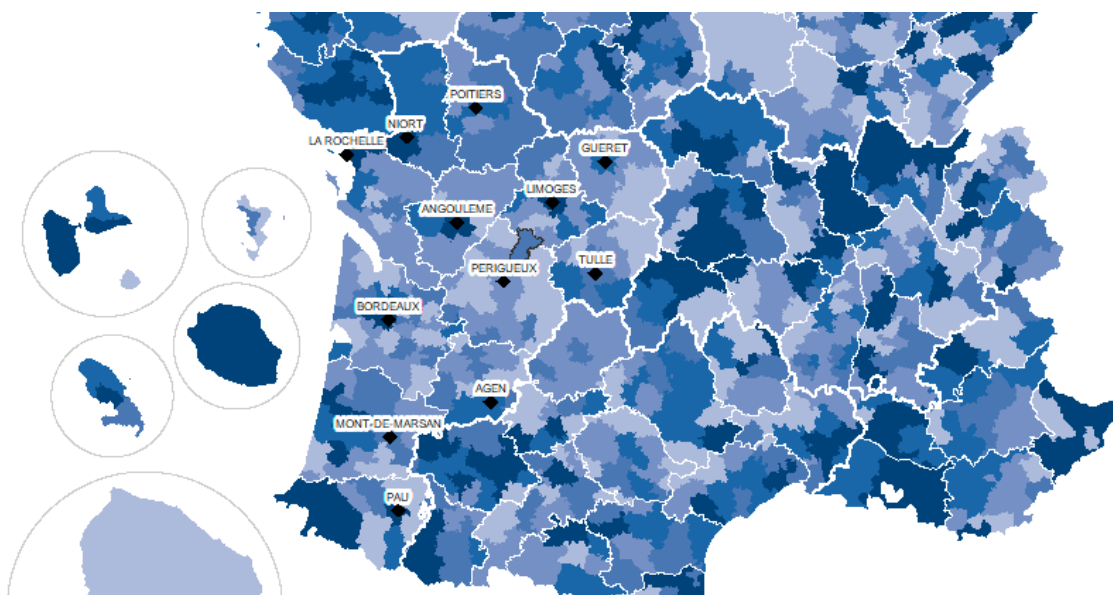 POITIERS
NIORT
LA ROCHELLE
GUERET
LIMOGES
ANGOULEME
TULLE
PERIGUEUX
BORDEAUX
AGEN
MONT-DE-MARSAN
PAU